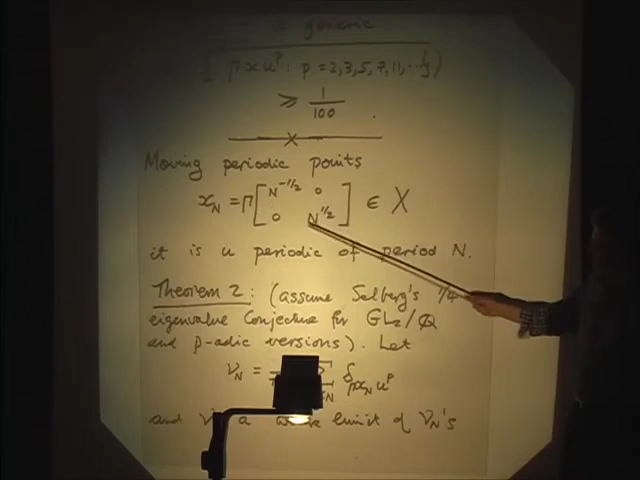 a generic
Γxu^p : p = 2,3,5,7,11,...
≥ 1/100 .
x
Moving periodic points
x_N = Γ [ N^{-1/2} 0
0 N^{1/2} ] ∈ X
it is u periodic of period N.
Theorem 2: (assume Selberg's 1/4
eigenvalue Conjecture for GL_2/Q
and p-adic versions). Let
ν_N = δ_{Γx_N u^p}
and a weak limit of ν_N's